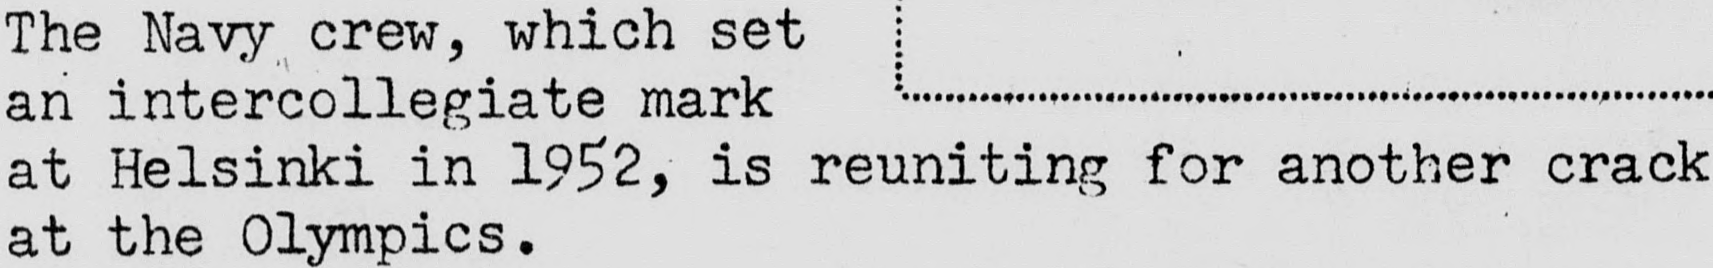 The Navy crew, which set
an intercollegiate mark
at Helsinki in 1952, is reuniting for another crack
at the Olympics.